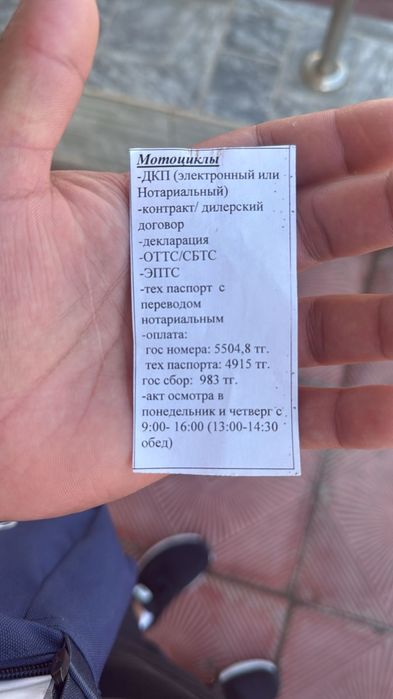 Мотоциклы
-ДКП (электронный или
Нотариальный)
-контракт/ дилерский
договор
-декларация
-ОТТС/СБТС
-ЭПТС
-тех паспорт с
переводом
нотариальным
-оплата:
гос номера: 5504,8 тг.
тех паспорта: 4915 тг.
гос сбор: 983 тг.
-акт осмотра в
понедельник и четверг с
9:00- 16:00 (13:00-14:30
обед)